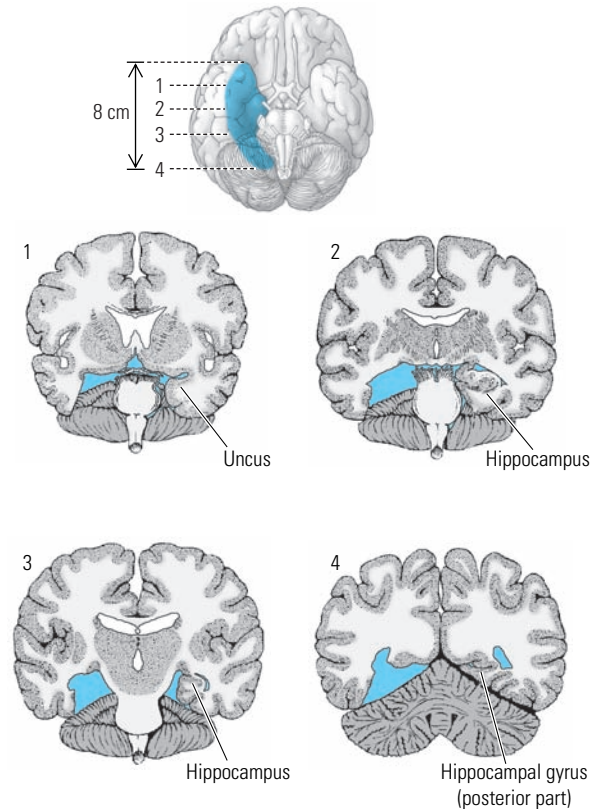 1
8 cm
2
3
4
1
2
Uncus
Hippocampus
3
4
Hippocampus
Hippocampal gyrus
(posterior part)